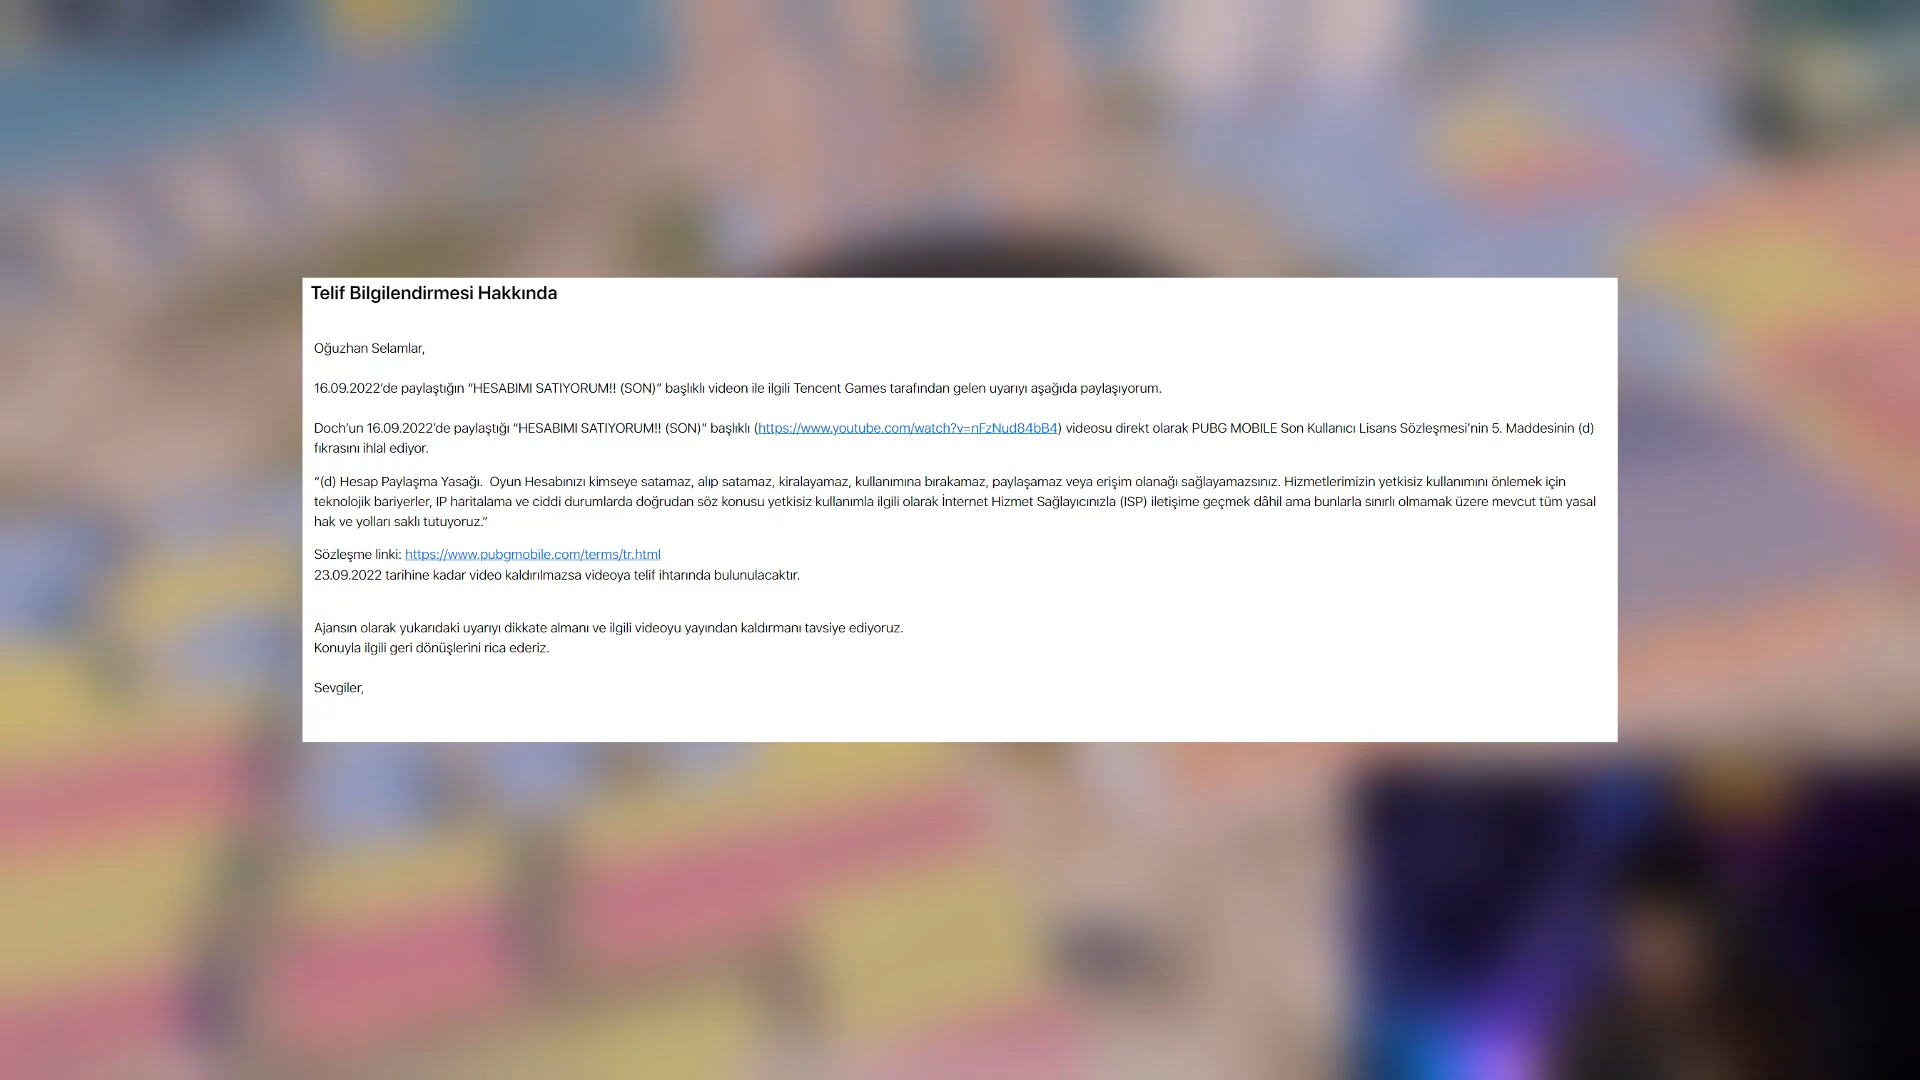 Telif Bilgilendirmesi Hakkında
Oğuzhan Selamlar,
16.09.2022'de paylaştığın “HESABIMI SATIYORUM!! (SON)” başlıklı videon ile ilgili Tencent Games tarafından gelen uyarıyı aşağıda paylaşıyorum.
Doch'un 16.09.2022'de paylaştığı “HESABIMI SATIYORUM!! (SON)” başlıklı (https://www.youtube.com/watch?v=nFzNud84bB4) videosu direkt olarak PUBG MOBILE Son Kullanıcı Lisans Sözleşmesi'nin 5. Maddesinin (d)
fıkrasını ihlal ediyor.
“(d) Hesap Paylaşma Yasağı.  Oyun Hesabınızı kimseye satamaz, alıp satamaz, kiralayamaz, kullanımına bırakamaz, paylaşamaz veya erişim olanağı sağlayamazsınız. Hizmetlerimizin yetkisiz kullanımını önlemek için
teknolojik bariyerler, IP haritalama ve ciddi durumlarda doğrudan söz konusu yetkisiz kullanımla ilgili olarak İnternet Hizmet Sağlayıcınızla (ISP) iletişime geçmek dâhil ama bunlarla sınırlı olmamak üzere mevcut tüm yasal
hak ve yolları saklı tutuyoruz.”
Sözleşme linki: https://www.pubgmobile.com/terms/tr.html
23.09.2022 tarihine kadar video kaldırılmazsa videoya telif ihtarında bulunulacaktır.
Ajansın olarak yukarıdaki uyarıyı dikkate almanı ve ilgili videoyu yayından kaldırmanı tavsiye ediyoruz.
Konuyla ilgili geri dönüşlerini rica ederiz.
Sevgiler,